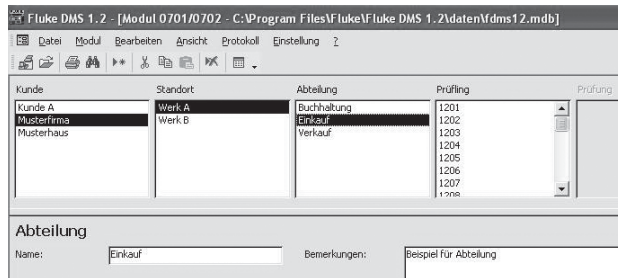 Fluke DMS 1.2 - [Modul 0701/0702 - C:\Program Files\Fluke\Fluke DMS 1.2\daten\fdms12.mdb]
Datei Modul Bearbeiten Ansicht Protokoll Einstellung ?
Kunde Standort Abteilung Prüfling Prüfung
Kunde A Werk A Buchhaltung 1201
Musterfirma Werk B Einkauf 1202
Musterhaus Verkauf 1203
1204
1205
1206
1207
1208
Abteilung
Name: Einkauf Bemerkungen: Beispiel für Abteilung